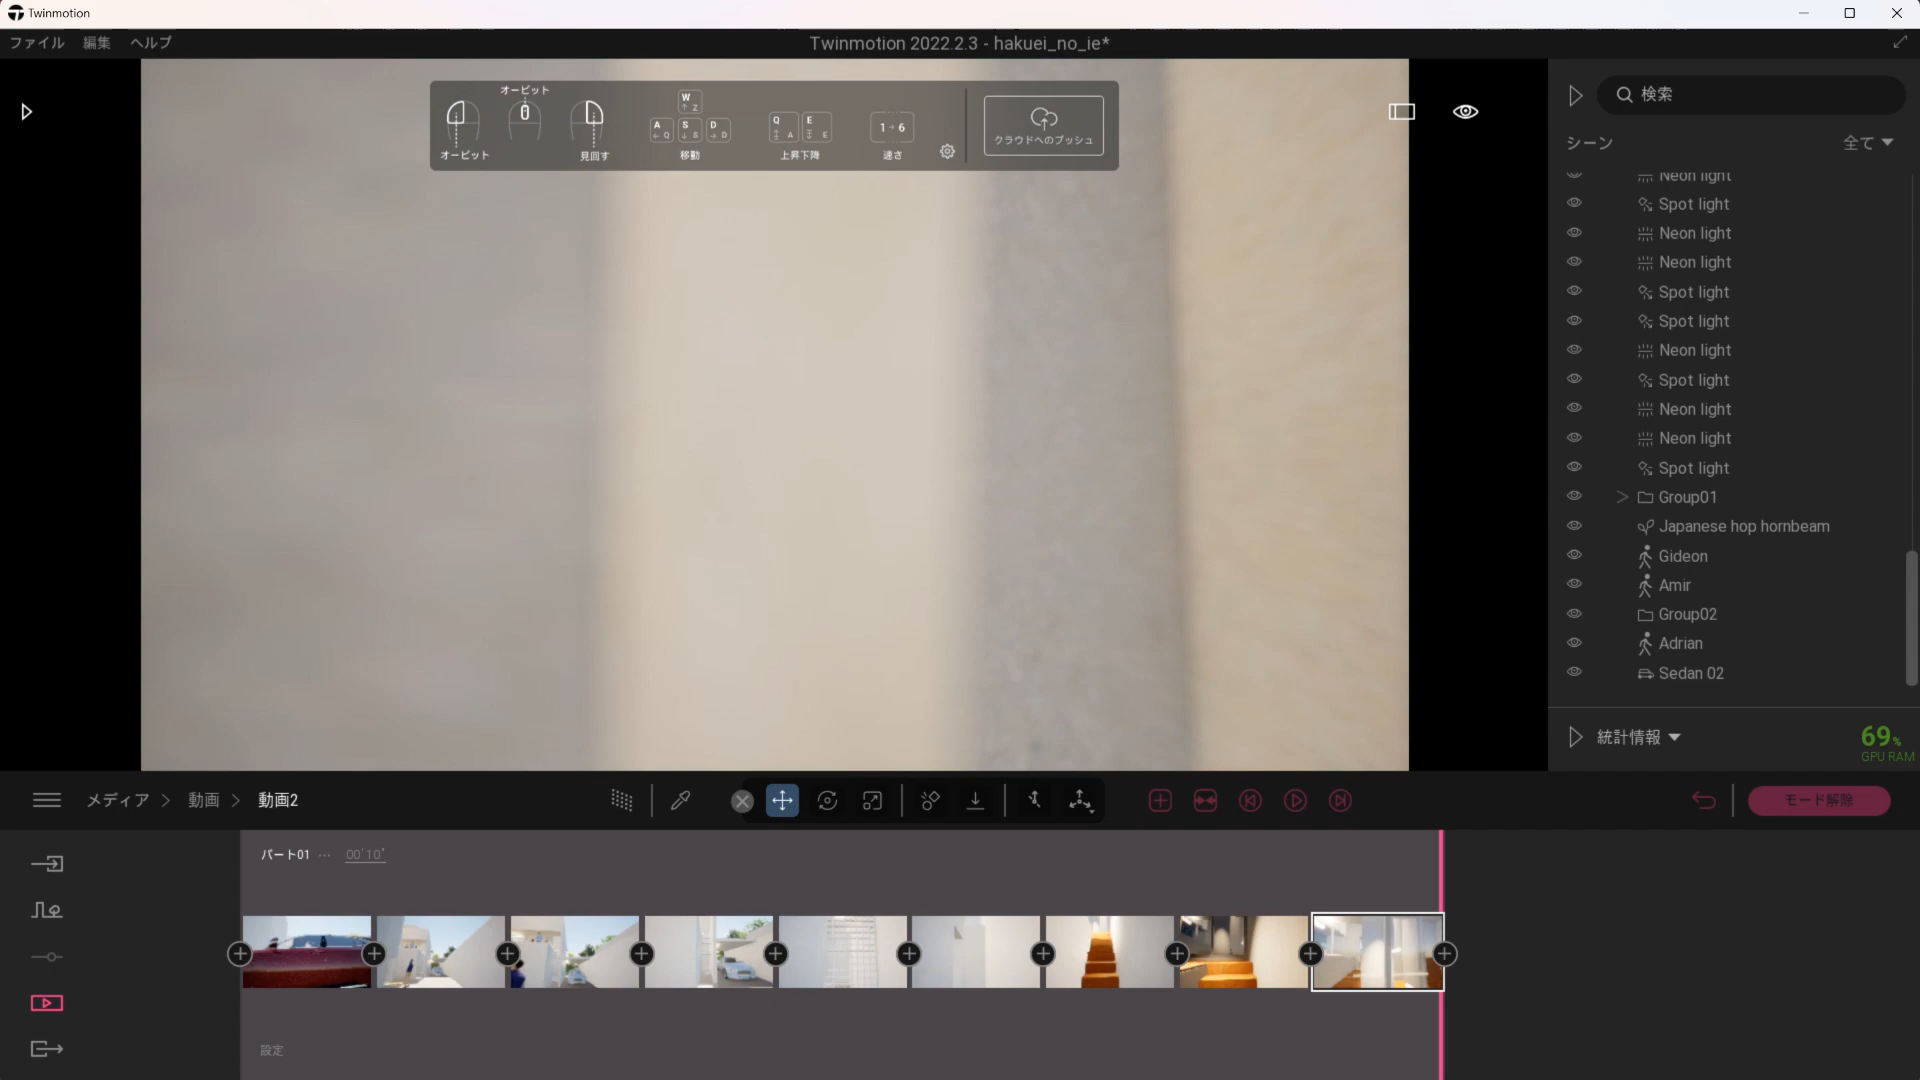 Twinmotion
ファイル 編集 ヘルプ
Twinmotion 2022.2.3 - hakuei_no_ie*
オービット
オービット
見回す
W Z
A Q S S D D
移動
Q A E E
上昇下降
1 - 6
速さ
クラウドへのプッシュ
検索
シーン
全て
Neon light
Spot light
Neon light
Neon light
Spot light
Spot light
Neon light
Spot light
Neon light
Neon light
Spot light
Group01
Japanese hop hornbeam
Gideon
Amir
Group02
Adrian
Sedan 02
統計情報
69%
GPU RAM
メディア > 動画 > 動画2
モード解除
パート01 ... 00'10"
設定